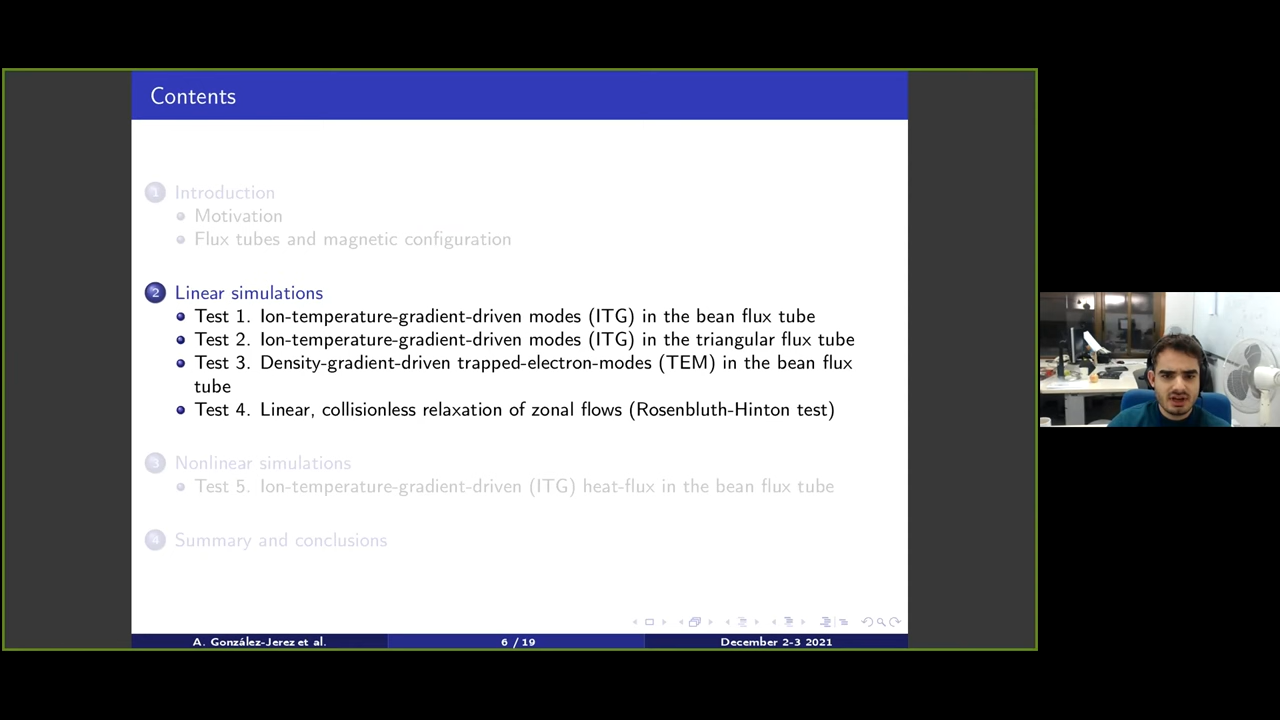 Contents
1 Introduction
Motivation
Flux tubes and magnetic configuration
2 Linear simulations
Test 1. Ion-temperature-gradient-driven modes (ITG) in the bean flux tube
Test 2. Ion-temperature-gradient-driven modes (ITG) in the triangular flux tube
Test 3. Density-gradient-driven trapped-electron-modes (TEM) in the bean flux
tube
Test 4. Linear, collisionless relaxation of zonal flows (Rosenbluth-Hinton test)
3 Nonlinear simulations
Test 5. Ion-temperature-gradient-driven (ITG) heat-flux in the bean flux tube
4 Summary and conclusions
A. González-Jerez et al.
6 / 19
December 2-3 2021